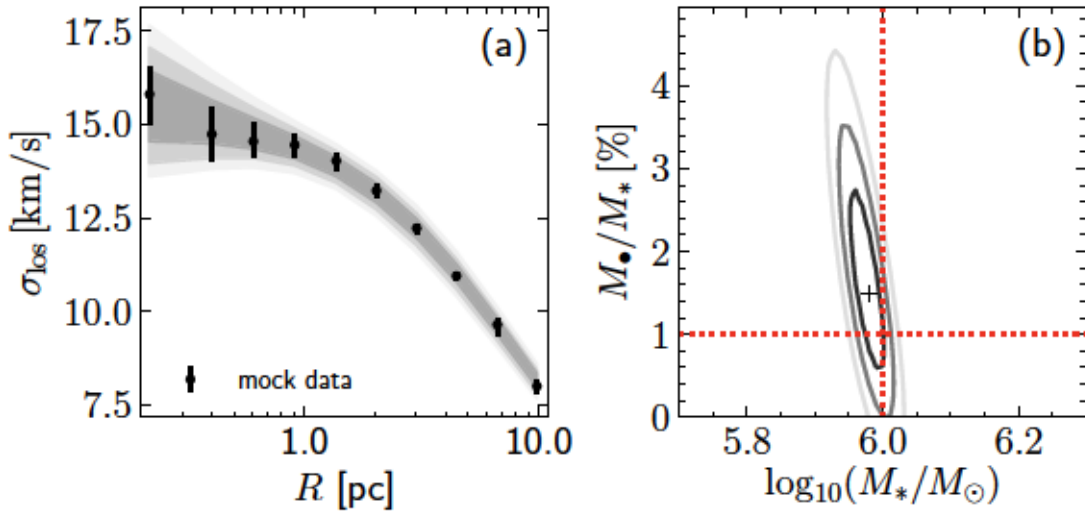 17.5
15.0
12.5
10.0
7.5
σlos [km/s]
(a)
mock data
1.0
10.0
R [pc]
4
3
2
1
0
M●/M* [%]
(b)
5.8
6.0
6.2
log10(M*/M⊙)